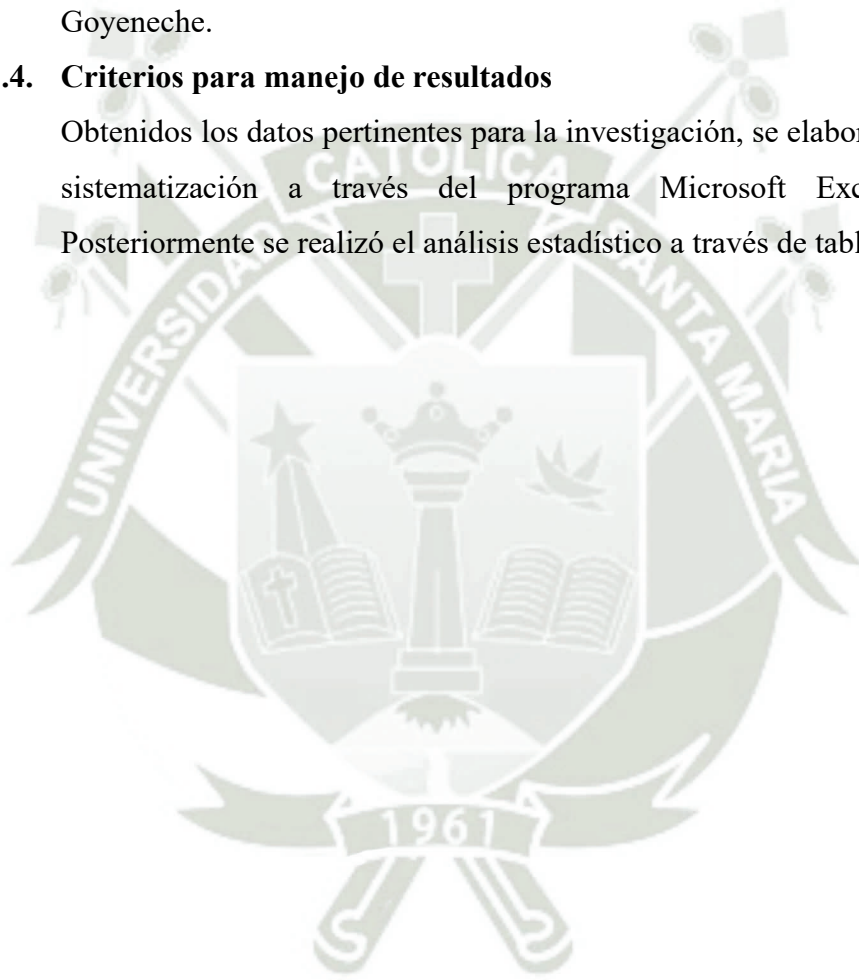 Goyeneche.
.4. Criterios para manejo de resultados
Obtenidos los datos pertinentes para la investigación, se elabor
sistematización a través del programa Microsoft Exc
Posteriormente se realizó el análisis estadístico a través de tabl
UNIVERSIDAD CATOLICA SANTA MARIA
1961